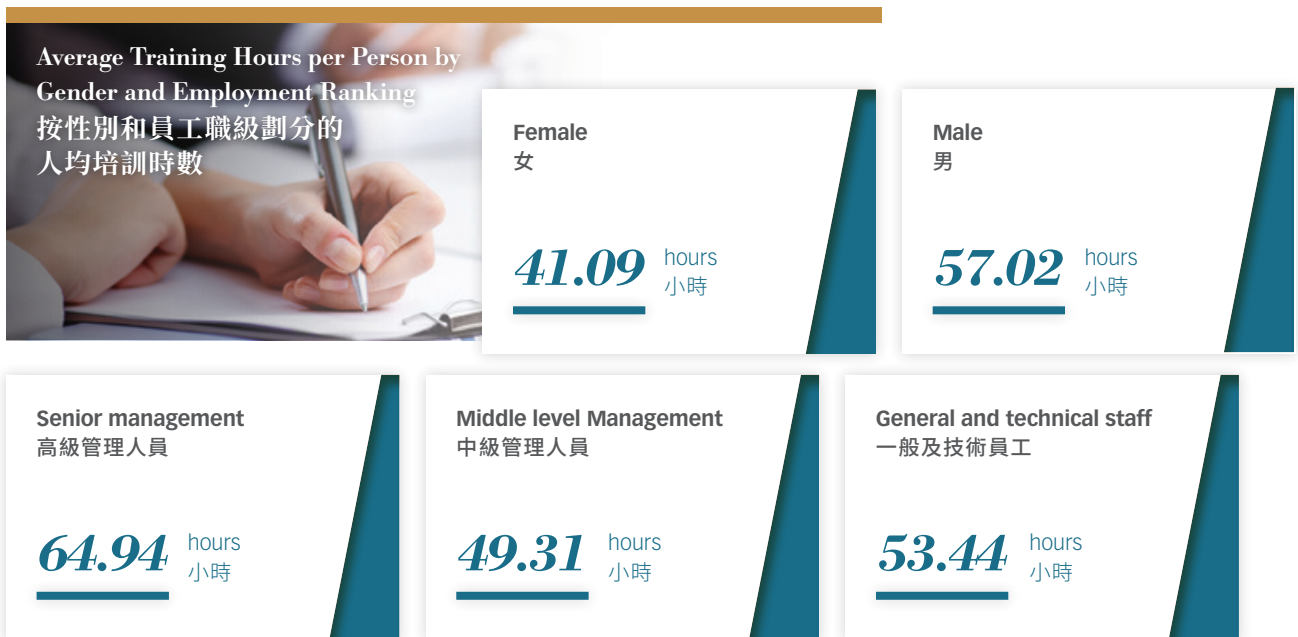 Average Training Hours per Person by
Gender and Employment Ranking
按性別和員工職級劃分的
人均培訓時數
Female
女
41.09 hours
小時
Male
男
57.02 hours
小時
Senior management
高級管理人員
64.94 hours
小時
Middle level Management
中級管理人員
49.31 hours
小時
General and technical staff
一般及技術員工
53.44 hours
小時